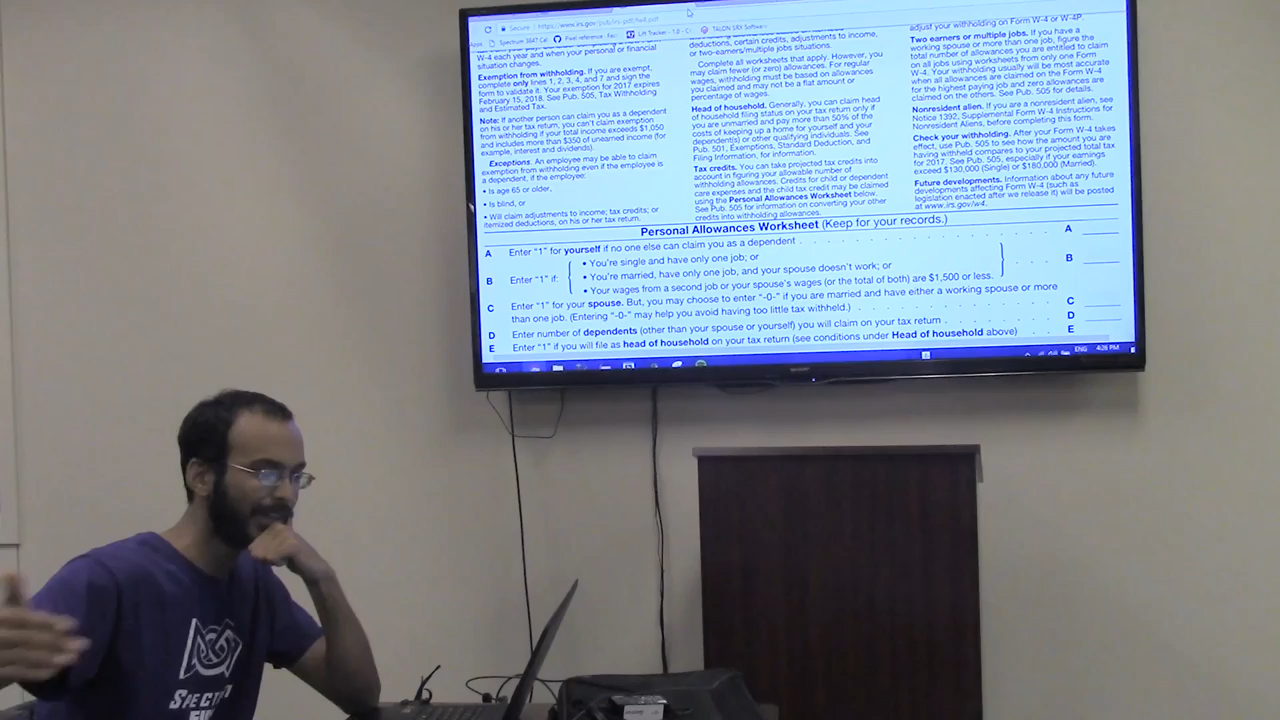 Secure | https://www.irs.gov/pub/irs-pdf/fw4.pdf
Apps Spectrum 3847 Cal Pixel reference - Fac Lift Tracker - 1.0 - C TALON SRX Software
W-4 each year and when your personal or financial
situation changes.
Exemption from withholding. If you are exempt,
complete only lines 1, 2, 3, 4, and 7 and sign the
form to validate it. Your exemption for 2017 expires
February 15, 2018. See Pub. 505, Tax Withholding
and Estimated Tax.
Note: If another person can claim you as a dependent
on his or her tax return, you can't claim exemption
from withholding if your total income exceeds $1,050
and includes more than $350 of unearned income (for
example, interest and dividends).
Exceptions. An employee may be able to claim
exemption from withholding even if the employee is
a dependent, if the employee:
• Is age 65 or older,
• Is blind, or
• Will claim adjustments to income; tax credits; or
itemized deductions, on his or her tax return.
deductions, certain credits, adjustments to income,
or two-earners/multiple jobs situations.
Complete all worksheets that apply. However, you
may claim fewer (or zero) allowances. For regular
wages, withholding must be based on allowances
you claimed and may not be a flat amount or
percentage of wages.
Head of household. Generally, you can claim head
of household filing status on your tax return only if
you are unmarried and pay more than 50% of the
costs of keeping up a home for yourself and your
dependent(s) or other qualifying individuals. See
Pub. 501, Exemptions, Standard Deduction, and
Filing Information, for information.
Tax credits. You can take projected tax credits into
account in figuring your allowable number of
withholding allowances. Credits for child or dependent
care expenses and the child tax credit may be claimed
using the Personal Allowances Worksheet below.
See Pub. 505 for information on converting your other
credits into withholding allowances.
adjust your withholding on Form W-4 or W-4P.
Two earners or multiple jobs. If you have a
working spouse or more than one job, figure the
total number of allowances you are entitled to claim
on all jobs using worksheets from only one Form
W-4. Your withholding usually will be most accurate
when all allowances are claimed on the Form W-4
for the highest paying job and zero allowances are
claimed on the others. See Pub. 505 for details.
Nonresident alien. If you are a nonresident alien, see
Notice 1392, Supplemental Form W-4 Instructions for
Nonresident Aliens, before completing this form.
Check your withholding. After your Form W-4 takes
effect, use Pub. 505 to see how the amount you are
having withheld compares to your projected total tax
for 2017. See Pub. 505, especially if your earnings
exceed $130,000 (Single) or $180,000 (Married).
Future developments. Information about any future
developments affecting Form W-4 (such as
legislation enacted after we release it) will be posted
at www.irs.gov/w4.
Personal Allowances Worksheet (Keep for your records.)
A Enter "1" for yourself if no one else can claim you as a dependent . . . A
B Enter "1" if:
• You're single and have only one job; or
• You're married, have only one job, and your spouse doesn't work; or
• Your wages from a second job or your spouse's wages (or the total of both) are $1,500 or less.
. . . B
C Enter "1" for your spouse. But, you may choose to enter "-0-" if you are married and have either a working spouse or more
than one job. (Entering "-0-" may help you avoid having too little tax withheld.) . . . C
D Enter number of dependents (other than your spouse or yourself) you will claim on your tax return . . . D
E Enter "1" if you will file as head of household on your tax return (see conditions under Head of household above) . . . E
ENG 4:26 PM
SHARP